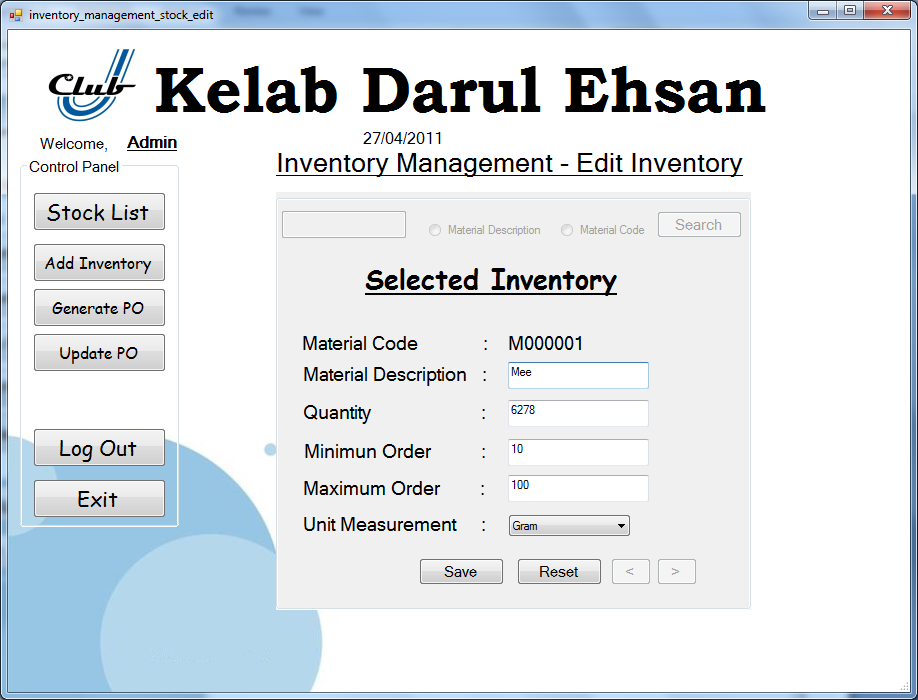 inventory_management_stock_edit
Club
Kelab Darul Ehsan
Welcome, Admin
27/04/2011
Control Panel
Inventory Management - Edit Inventory
Stock List
Add Inventory
Generate PO
Update PO
Log Out
Exit
Material Description
Material Code
Search
Selected Inventory
Material Code : M000001
Material Description : Mee
Quantity : 6278
Minimun Order : 10
Maximum Order : 100
Unit Measurement : Gram
Save Reset < >